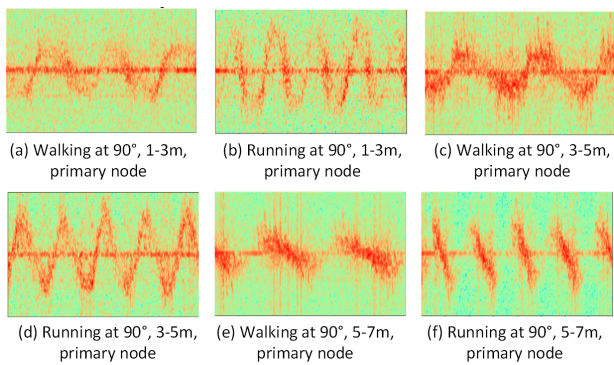 (a) Walking at 90°, 1-3m,
primary node
(b) Running at 90°, 1-3m,
primary node
(c) Walking at 90°, 3-5m,
primary node
(d) Running at 90°, 3-5m,
primary node
(e) Walking at 90°, 5-7m,
primary node
(f) Running at 90°, 5-7m,
primary node